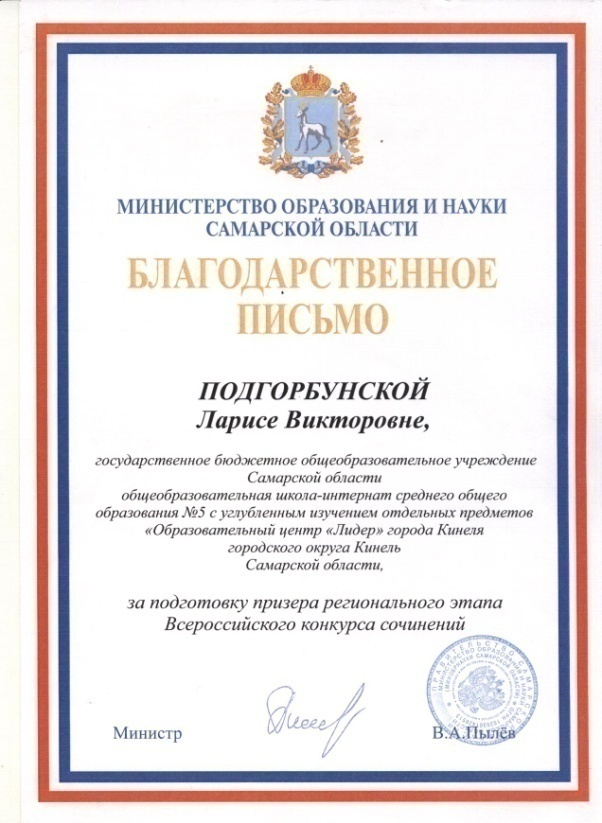 МИНИСТЕРСТВО ОБРАЗОВАНИЯ И НАУКИ
САМАРСКОЙ ОБЛАСТИ
БЛАГОДАРСТВЕННОЕ
ПИСЬМО
ПОДГОРБУНСКОЙ
Ларисе Викторовне,
государственное бюджетное общеобразовательное учреждение
Самарской области
общеобразовательная школа-интернат среднего общего
образования №5 с углубленным изучением отдельных предметов
«Образовательный центр «Лидер» города Кинеля
городского округа Кинель
Самарской области,
за подготовку призера регионального этапа
Всероссийского конкурса сочинений
Министр
В.А.Пылёв